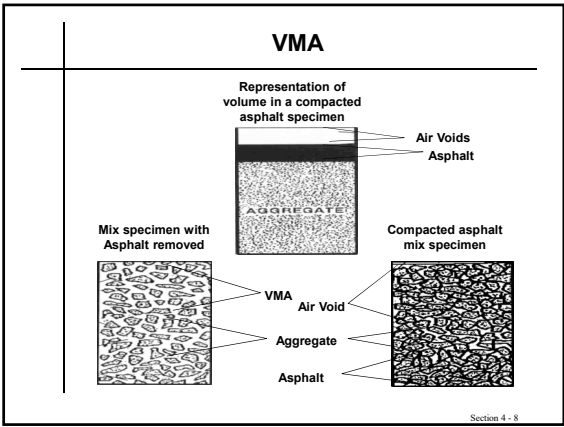 VMA
Representation of
volume in a compacted
asphalt specimen
Air Voids
Asphalt
AGGREGATE
Mix specimen with
Asphalt removed
Compacted asphalt
mix specimen
VMA
Air Void
Aggregate
Asphalt
Section 4 - 8